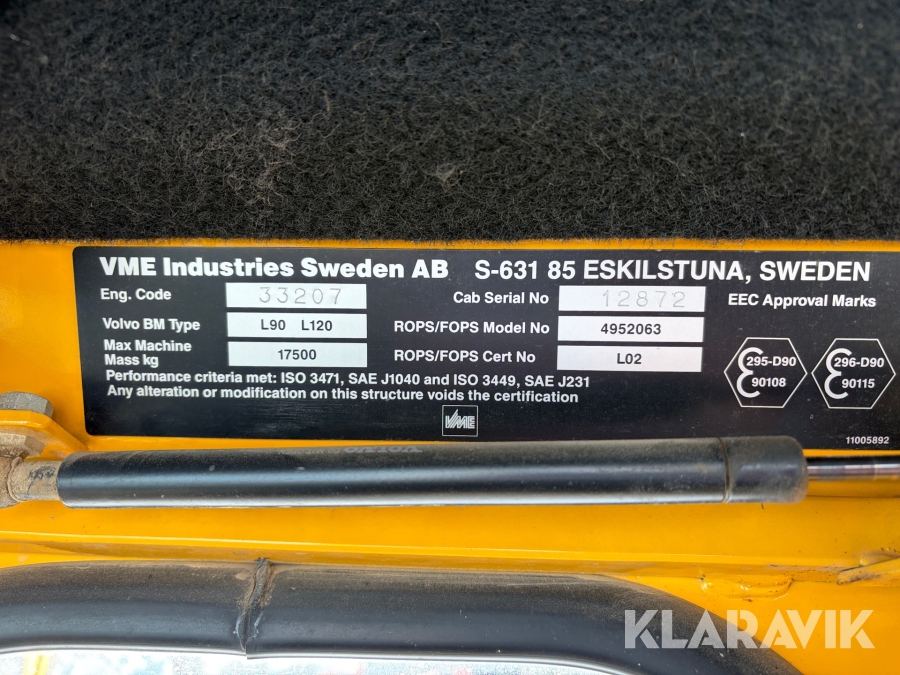 VME Industries Sweden AB S-631 85 ESKILSTUNA, SWEDEN
Eng. Code 33207 Cab Serial No 12872 EEC Approval Marks
Volvo BM Type L90 L120 ROPS/FOPS Model No 4952063
Max Machine
Mass kg 17500 ROPS/FOPS Cert No L02
295-D90
90108
296-D90
90115
Performance criteria met: ISO 3471, SAE J1040 and ISO 3449, SAE J231
Any alteration or modification on this structure voids the certification
VME
11005892
KLARAVIK